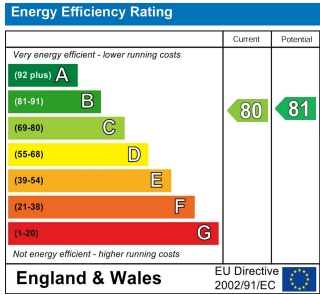 Energy Efficiency Rating
Current Potential
Very energy efficient - lower running costs
(92 plus) A
(81-91) B
(69-80) C
(55-68) D
(39-54) E
(21-38) F
(1-20) G
80 81
Not energy efficient - higher running costs
England & Wales
EU Directive
2002/91/EC